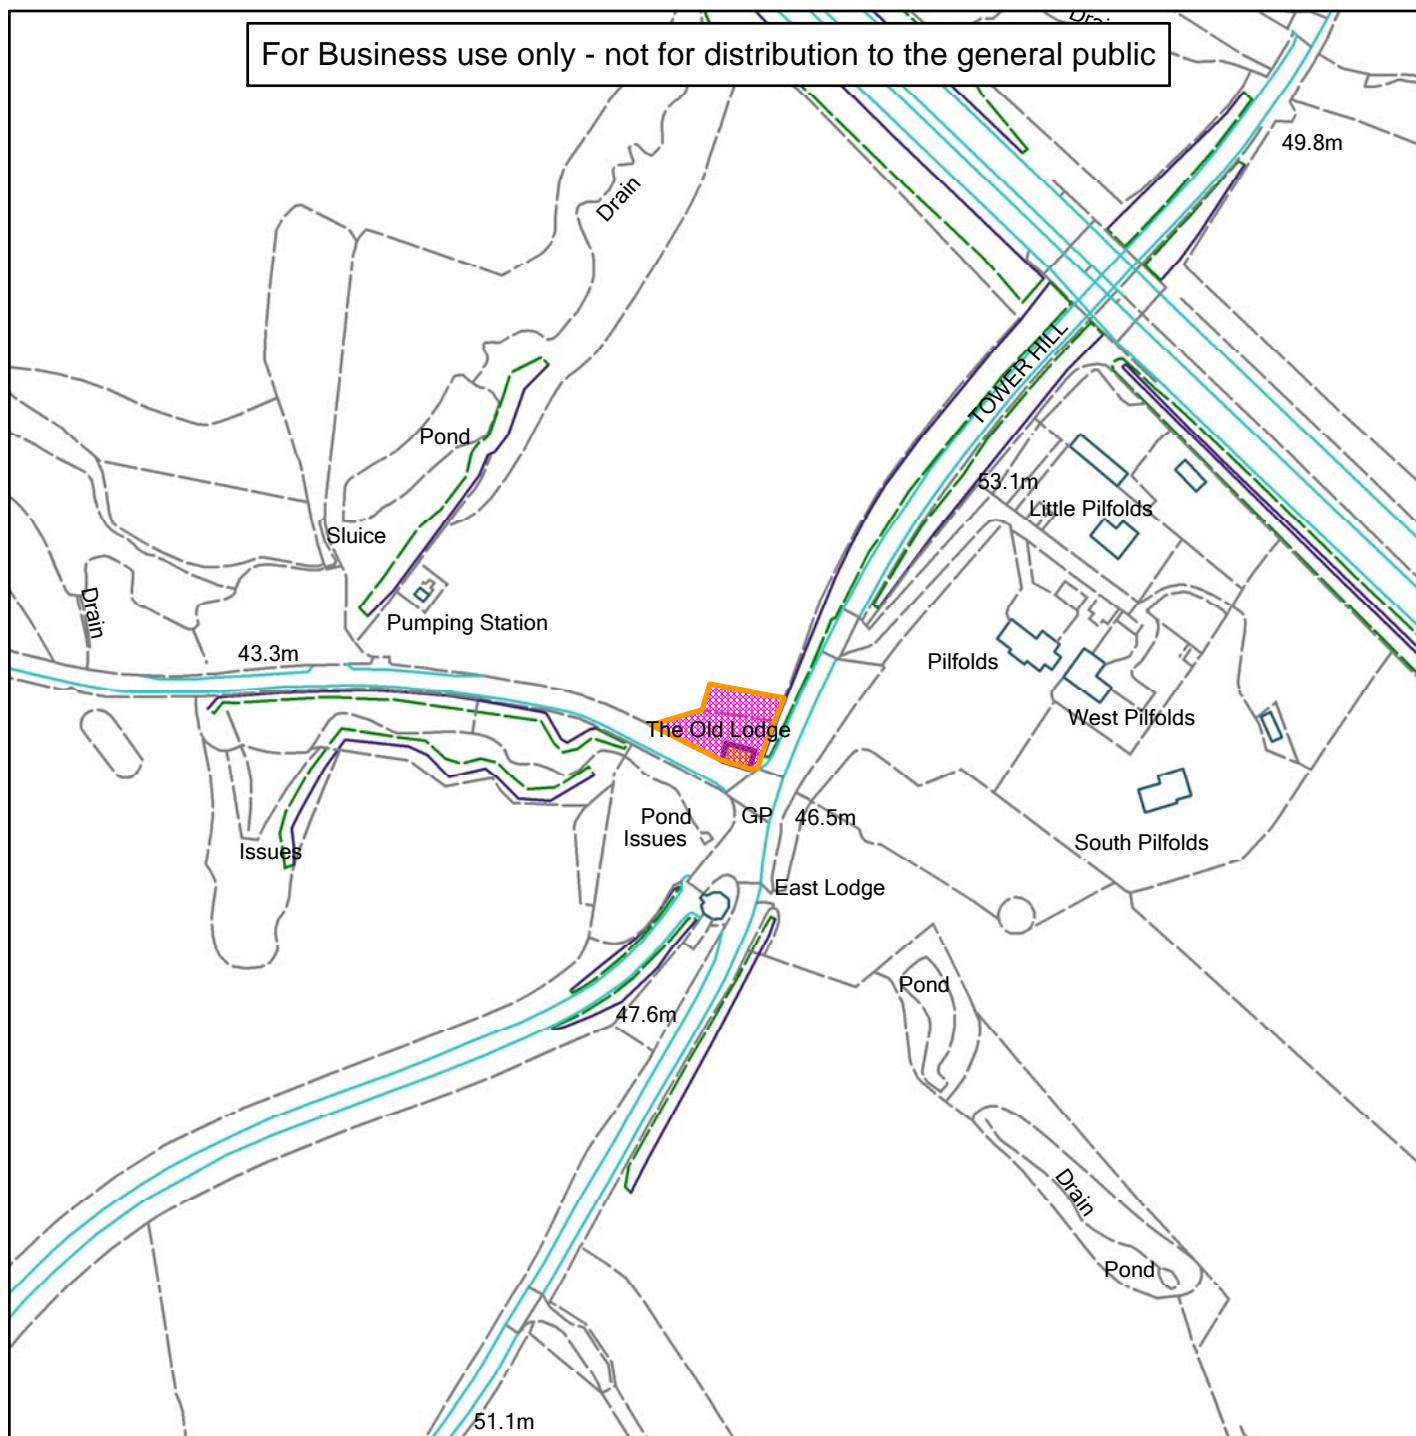 Drain
For Business use only - not for distribution to the general public
49.8m
Drain
TOWER HILL
Pond
53.1m
Little Pilfolds
Sluice
Drain
Pumping Station
43.3m
Pilfolds
West Pilfolds
The Old Lodge
Pond
GP
46.5m
Issues
South Pilfolds
Issues
East Lodge
Pond
47.6m
Drain
Pond
51.1m